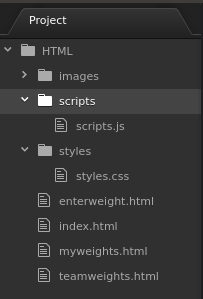 Project
HTML
images
scripts
scripts.js
styles
styles.css
enterweight.html
index.html
myweights.html
teamweights.html